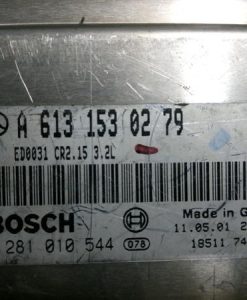 A 613 153 02 79
ED0031 CR2.15 3.2L
BOSCH
Made in G
281 010 544 078
11.05.01 2
18511 74